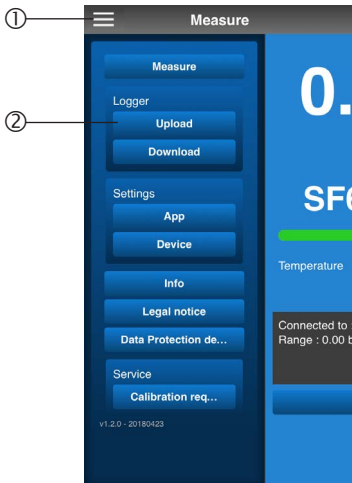 ①
Measure
Measure
Logger
②
Upload
Download
Settings
App
Device
Info
Legal notice
Data Protection de...
Service
Calibration req...
v1.2.0 - 20180423
0.
SF6
Temperature
Connected to :
Range : 0.00 b